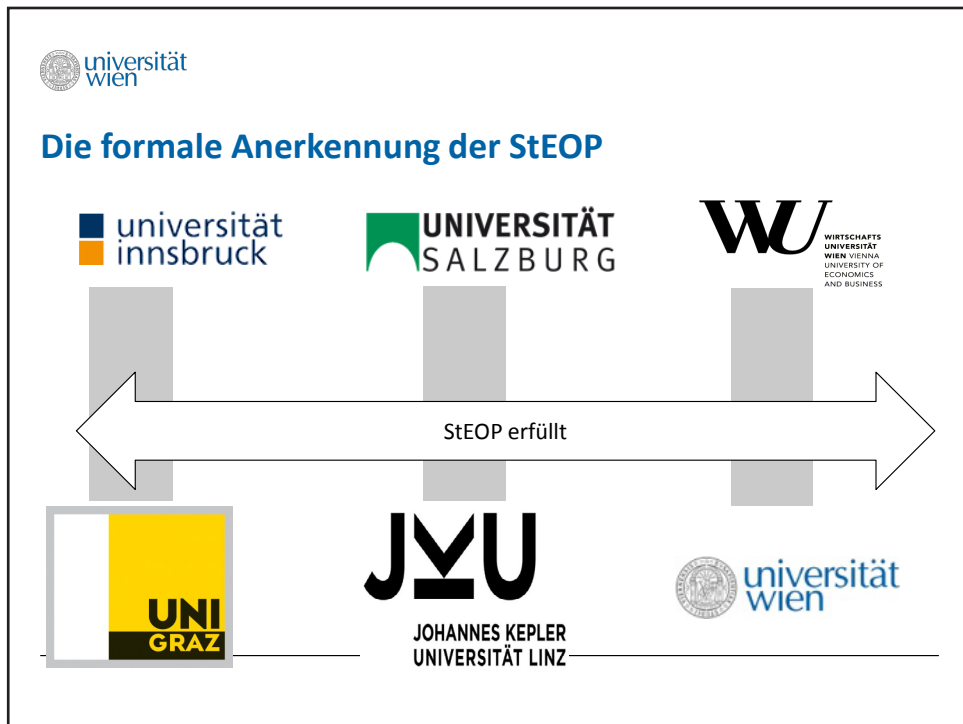 universität
wien
Die formale Anerkennung der StEOP
universität
innsbruck
UNIVERSITÄT
SALZBURG
WU
WIRTSCHAFTS
UNIVERSITÄT
WIEN VIENNA
UNIVERSITY OF
ECONOMICS
AND BUSINESS
StEOP erfüllt
UNI
GRAZ
JKU
JOHANNES KEPLER
UNIVERSITÄT LINZ
universität
wien